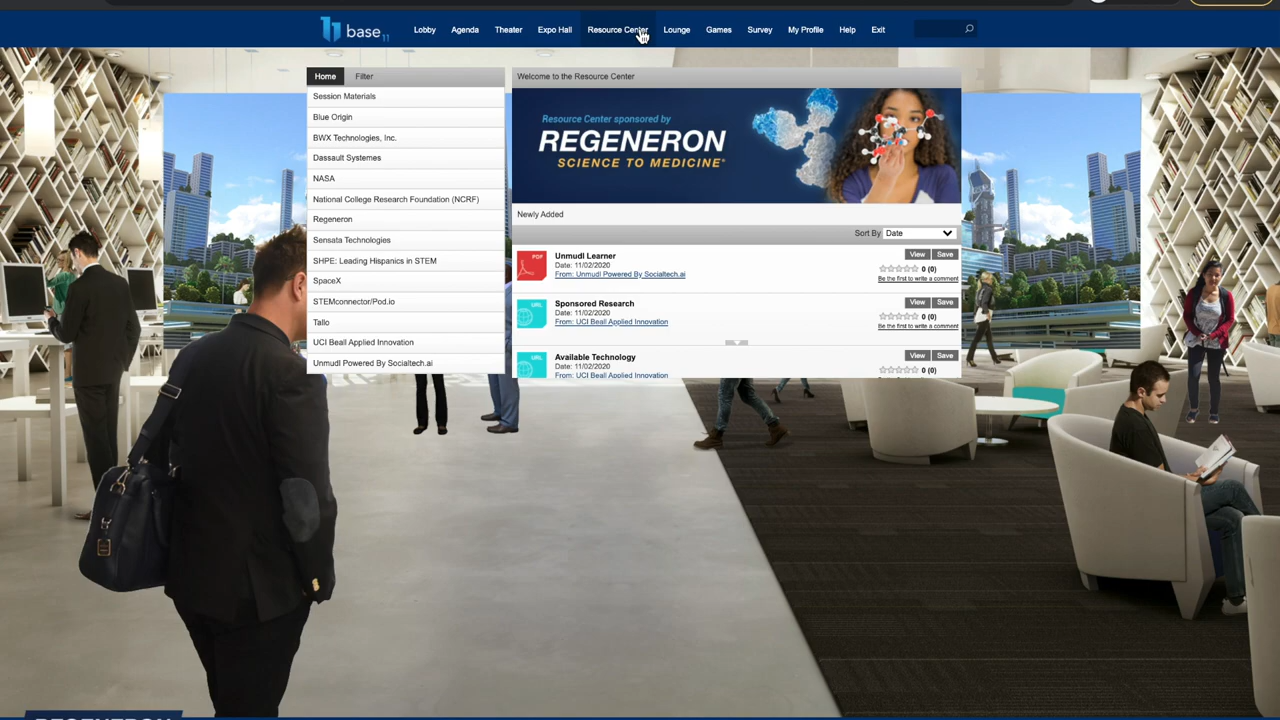 base 11
Lobby
Agenda
Theater
Expo Hall
Resource Center
Lounge
Games
Survey
My Profile
Help
Exit
Home
Filter
Session Materials
Blue Origin
BWX Technologies, Inc.
Dassault Systemes
NASA
National College Research Foundation (NCRF)
Regeneron
Sensata Technologies
SHPE: Leading Hispanics in STEM
SpaceX
STEMconnector/Pod.io
Tallo
UCI Beall Applied Innovation
Unmudl Powered By Socialtech.ai
Welcome to the Resource Center
Resource Center sponsored by
REGENERON
SCIENCE TO MEDICINE®
Newly Added
Sort By Date
PDF
Unmudl Learner
Date: 11/02/2020
From: Unmudl Powered By Socialtech.ai
View Save
0 (0)
Be the first to write a comment
URL
Sponsored Research
Date: 11/02/2020
From: UCI Beall Applied Innovation
View Save
0 (0)
Be the first to write a comment
URL
Available Technology
Date: 11/02/2020
From: UCI Beall Applied Innovation
View Save
0 (0)
REGENERON